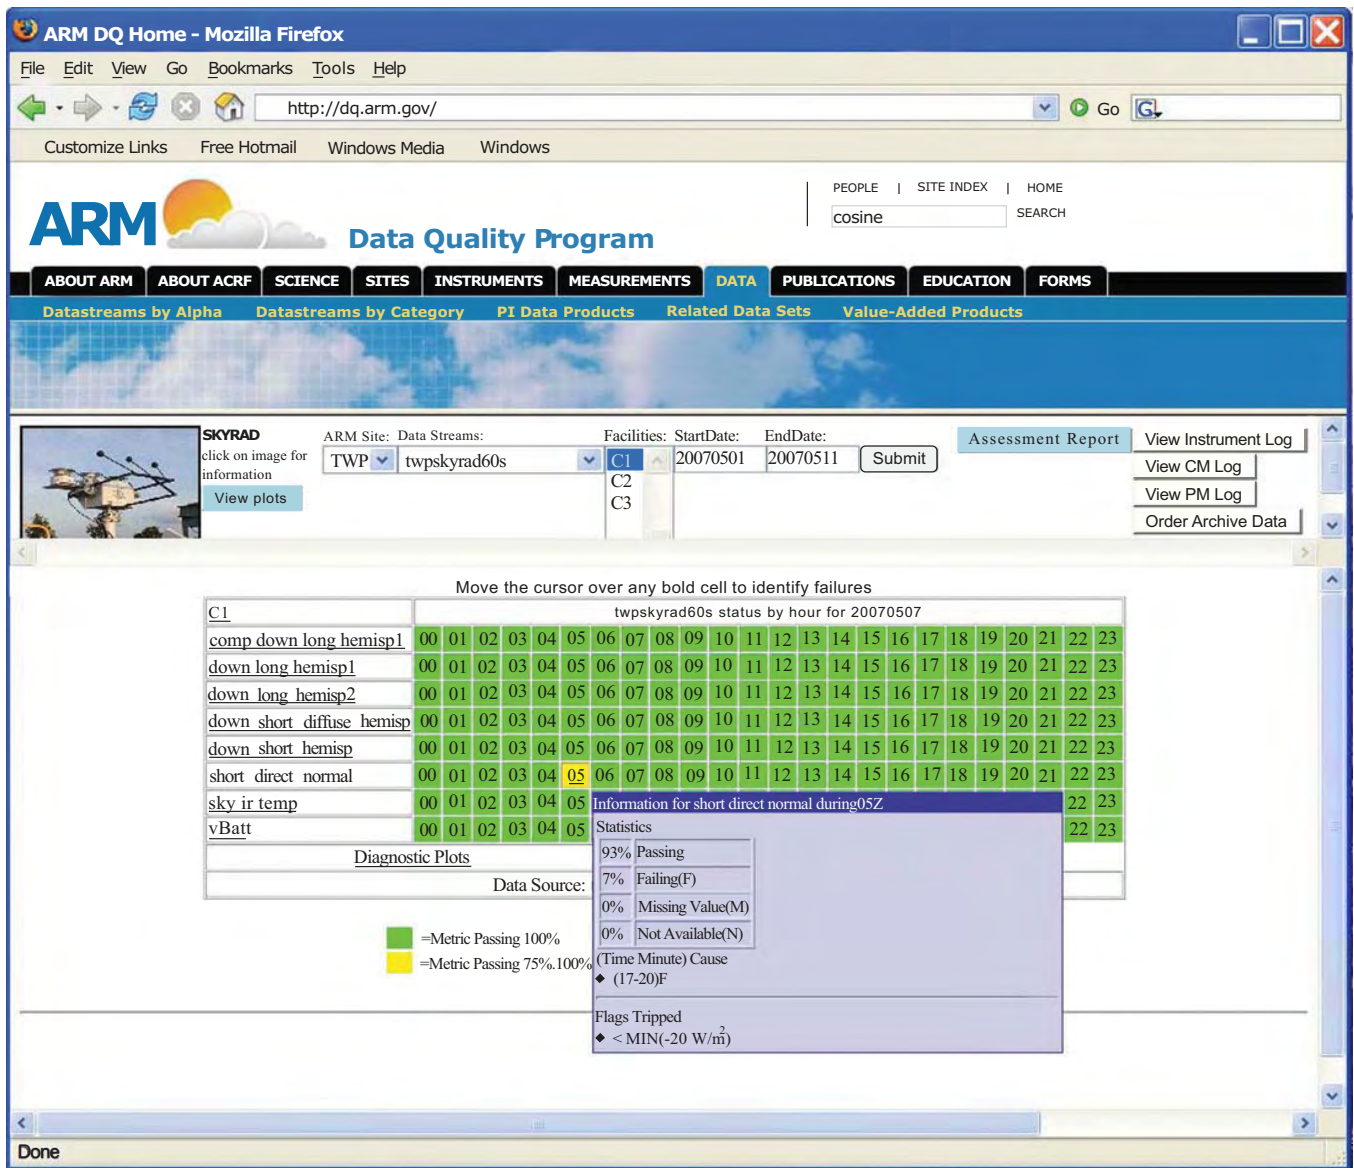 ARM DQ Home - Mozilla Firefox
File Edit View Go Bookmarks Tools Help
http://dq.arm.gov/ Go G
Customize Links Free Hotmail Windows Media Windows
PEOPLE | SITE INDEX | HOME
cosine SEARCH
ARM Data Quality Program
ABOUT ARM ABOUT ACRF SCIENCE SITES INSTRUMENTS MEASUREMENTS DATA PUBLICATIONS EDUCATION FORMS
Datastreams by Alpha Datastreams by Category PI Data Products Related Data Sets Value-Added Products
SKYRAD ARM Site: Data Streams: Facilities: StartDate: EndDate: Assessment Report View Instrument Log
click on image for TWP twpskyrad60s C1 20070501 20070511 Submit
information C2 View CM Log
View plots C3 View PM Log
Order Archive Data
Move the cursor over any bold cell to identify failures
C1 twpskyrad60s status by hour for 20070507
comp down long hemisp1 00 01 02 03 04 05 06 07 08 09 10 11 12 13 14 15 16 17 18 19 20 21 22 23
down long hemisp1 00 01 02 03 04 05 06 07 08 09 10 11 12 13 14 15 16 17 18 19 20 21 22 23
down long hemisp2 00 01 02 03 04 05 06 07 08 09 10 11 12 13 14 15 16 17 18 19 20 21 22 23
down short diffuse hemisp 00 01 02 03 04 05 06 07 08 09 10 11 12 13 14 15 16 17 18 19 20 21 22 23
down short hemisp 00 01 02 03 04 05 06 07 08 09 10 11 12 13 14 15 16 17 18 19 20 21 22 23
short direct normal 00 01 02 03 04 05 06 07 08 09 10 11 12 13 14 15 16 17 18 19 20 21 22 23
sky ir temp 00 01 02 03 04 05 22 23
vBatt 00 01 02 03 04 05 22 23
Diagnostic Plots
Data Source:
Information for short direct normal during05Z
Statistics
93% Passing
7% Failing(F)
0% Missing Value(M)
0% Not Available(N)
(Time Minute) Cause
◆ (17-20)F
Flags Tripped
◆ < MIN(-20 W/m²)
=Metric Passing 100%
=Metric Passing 75%.100%
Done